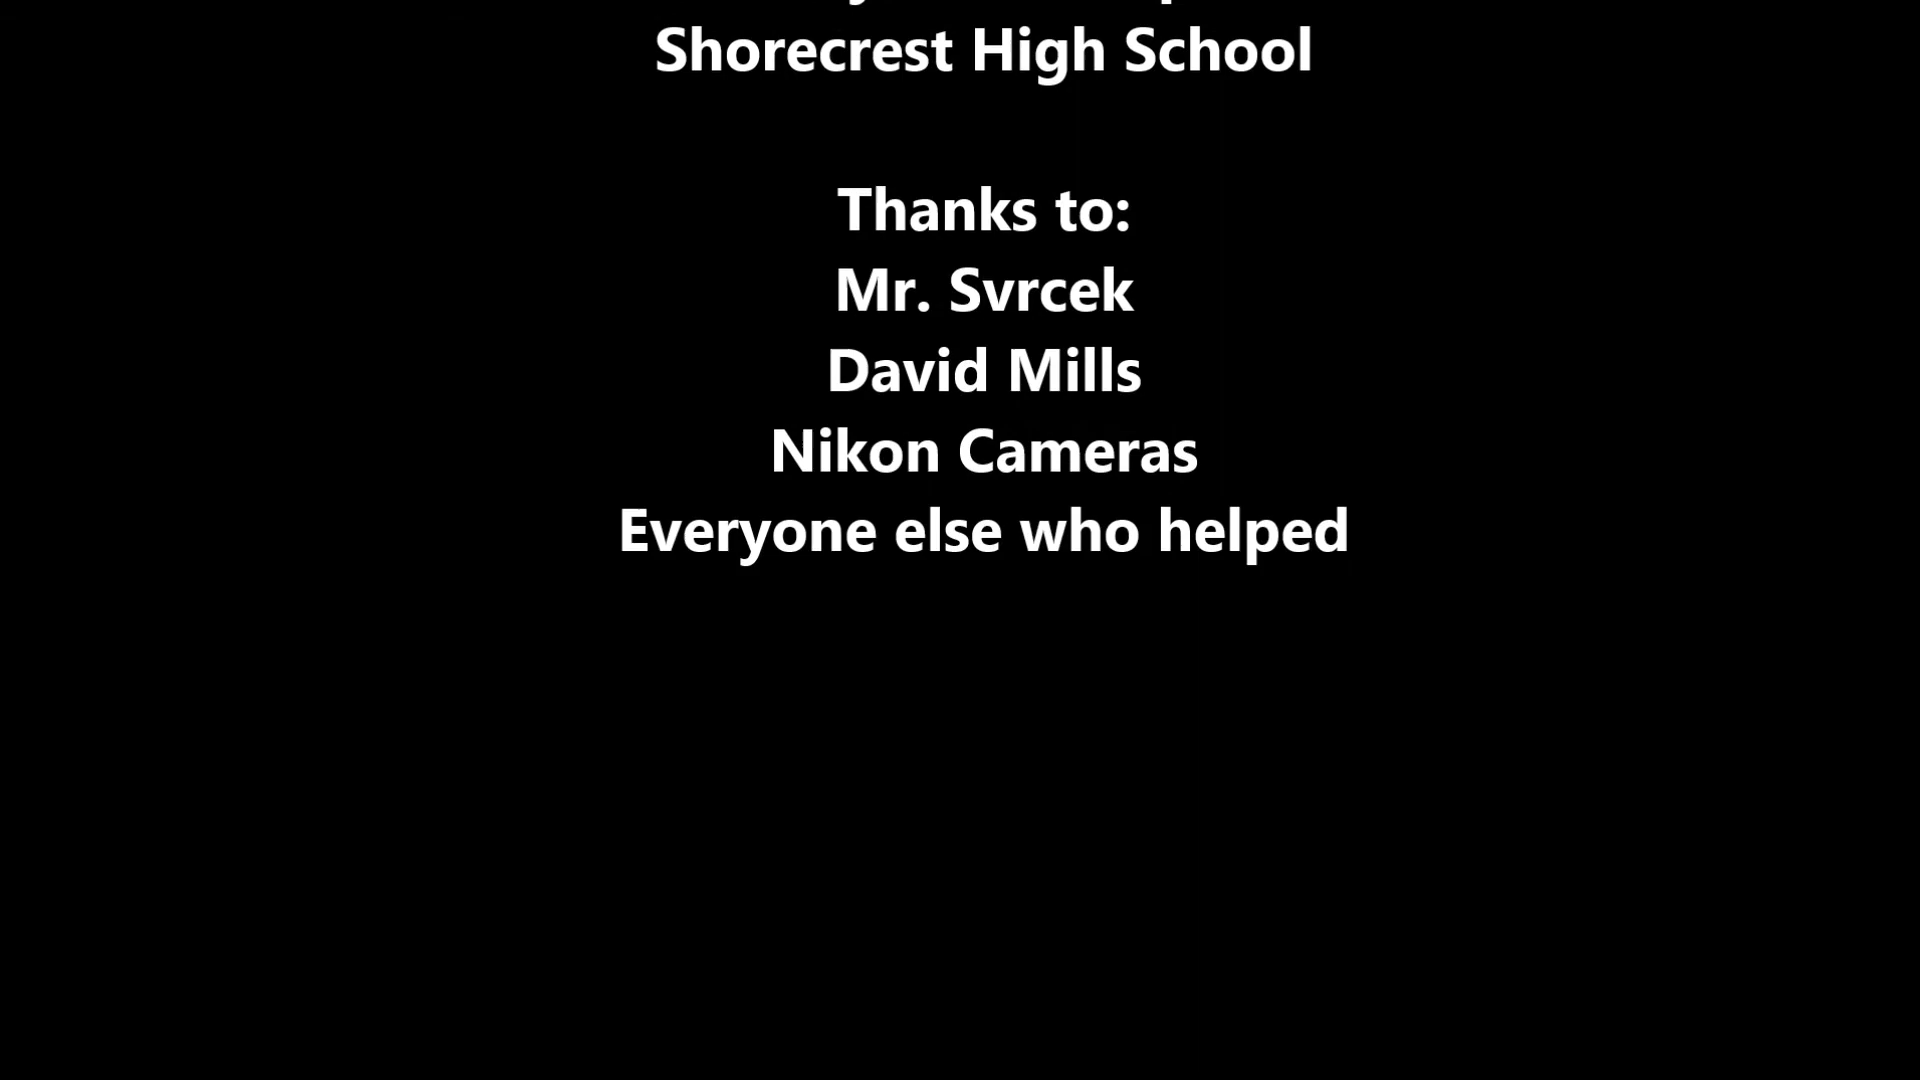 Shorecrest High School
Thanks to:
Mr. Svrcek
David Mills
Nikon Cameras
Everyone else who helped